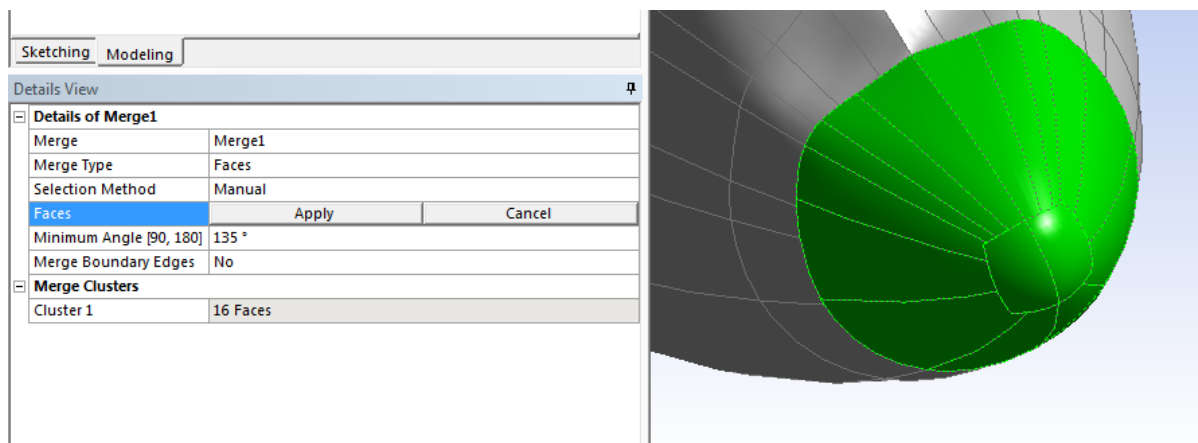 Sketching Modeling
Details View
Details of Merge1
Merge Merge1
Merge Type Faces
Selection Method Manual
Faces Apply Cancel
Minimum Angle [90, 180] 135 °
Merge Boundary Edges No
Merge Clusters
Cluster 1 16 Faces